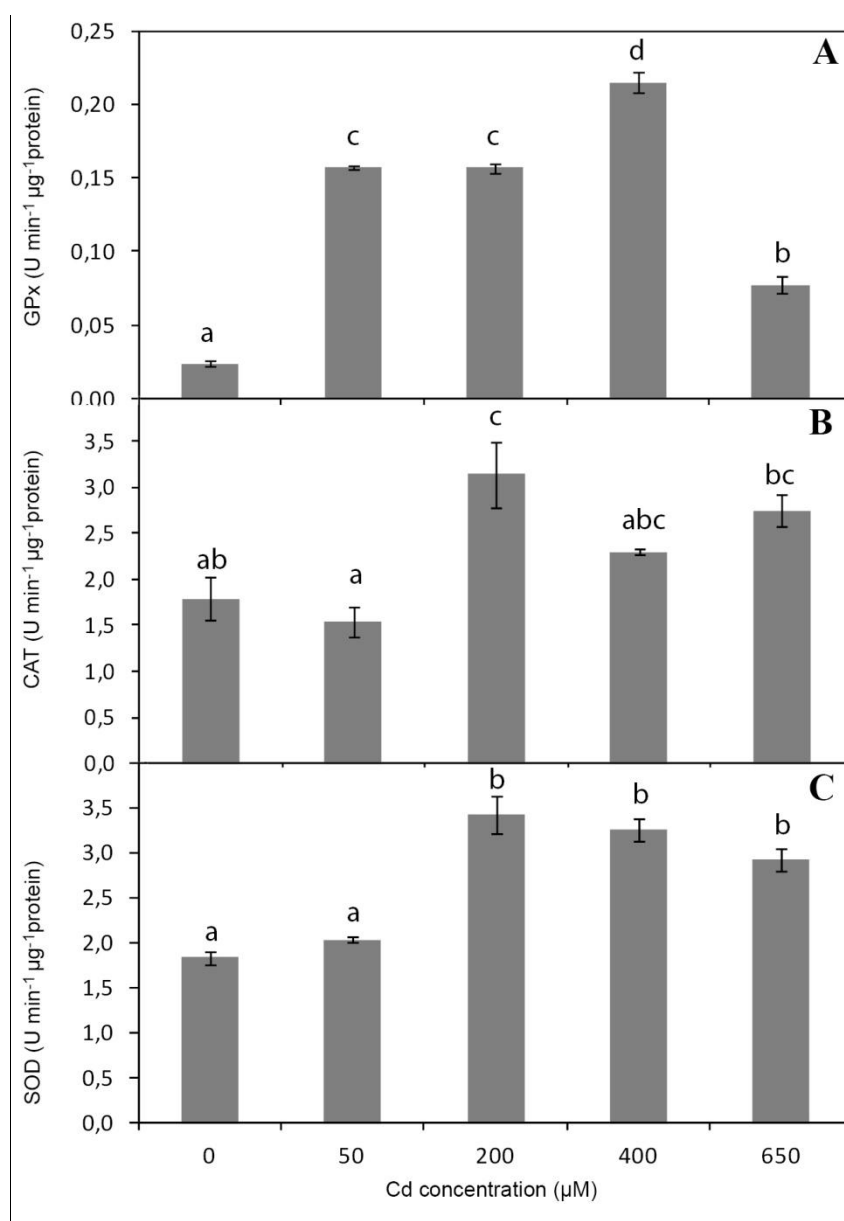 A
GPx (U min⁻¹ µg⁻¹protein)
0,25
0,20
0,15
0,10
0,05
0,00
a
c
c
d
b
B
CAT (U min⁻¹ µg⁻¹protein)
3,5
3,0
2,5
2,0
1,5
1,0
0,5
0,0
ab
a
c
abc
bc
C
SOD (U min⁻¹ µg⁻¹protein)
3,5
3,0
2,5
2,0
1,5
1,0
0,5
0,0
a
a
b
b
b
0 50 200 400 650
Cd concentration (µM)